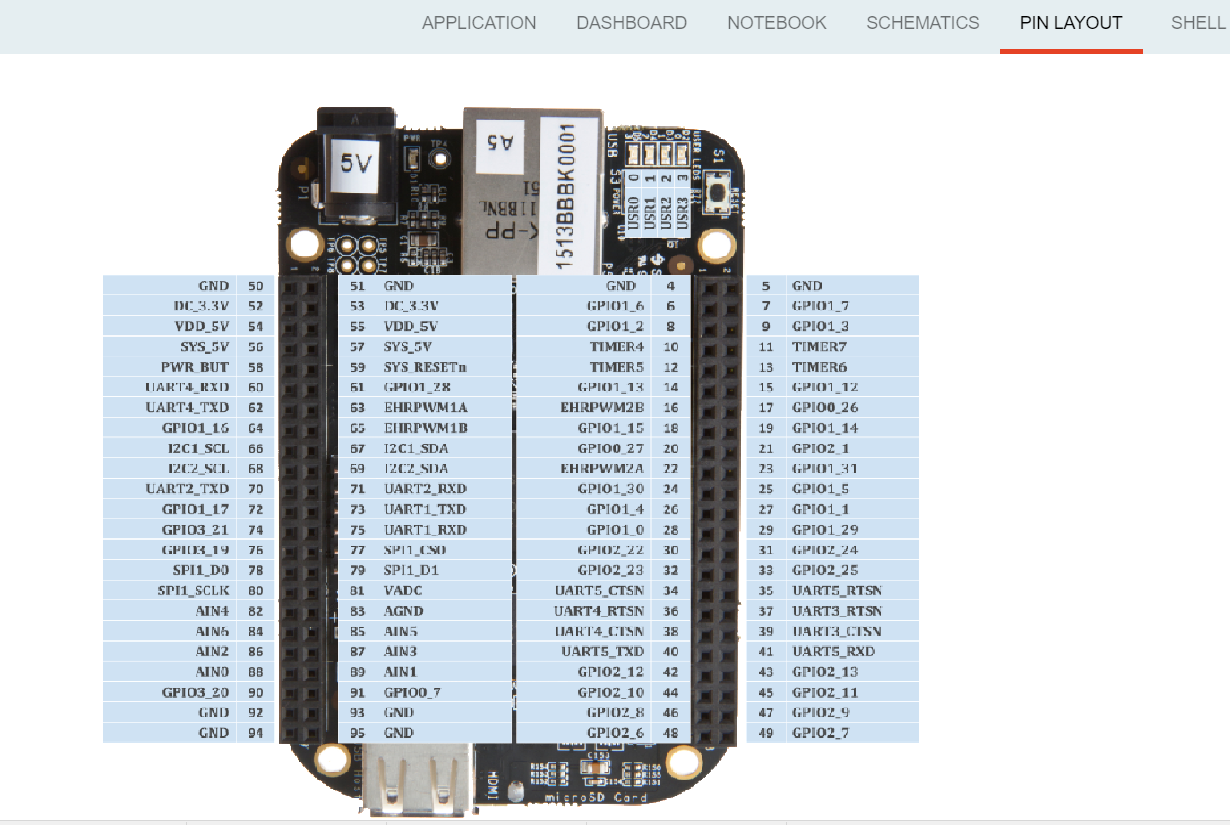 APPLICATION DASHBOARD NOTEBOOK SCHEMATICS PIN LAYOUT SHELL
5V
A5
1513BBBK0001
USB
S1
RESET
PWR
P1
USR0
USR1
USR2
USR3
0 1 2 3
GND 50 51 GND GND 4 5 GND
DC_3.3V 52 53 DC_3.3V GPIO1_6 6 7 GPIO1_7
VDD_5V 54 55 VDD_5V GPIO1_2 8 9 GPIO1_3
SYS_5V 56 57 SYS_5V TIMER4 10 11 TIMER7
PWR_BUT 58 59 SYS_RESETn TIMER5 12 13 TIMER6
UART4_RXD 60 61 GPIO1_28 GPIO1_13 14 15 GPIO1_12
UART4_TXD 62 63 EHRPWM1A EHRPWM2B 16 17 GPIO0_26
GPIO1_16 64 65 EHRPWM1B GPIO1_15 18 19 GPIO1_14
I2C1_SCL 66 67 I2C1_SDA GPIO0_27 20 21 GPIO2_1
I2C2_SCL 68 69 I2C2_SDA EHRPWM2A 22 23 GPIO1_31
UART2_TXD 70 71 UART2_RXD GPIO1_30 24 25 GPIO1_5
GPIO1_17 72 73 UART1_TXD GPIO1_4 26 27 GPIO1_1
GPIO3_21 74 75 UART1_RXD GPIO1_0 28 29 GPIO1_29
GPIO3_19 76 77 SPI1_CS0 GPIO2_22 30 31 GPIO2_24
SPI1_D0 78 79 SPI1_D1 GPIO2_23 32 33 GPIO2_25
SPI1_SCLK 80 81 VADC UART5_CTSN 34 35 UART5_RTSN
AIN4 82 83 AGND UART4_RTSN 36 37 UART3_RTSN
AIN6 84 85 AIN5 UART4_CTSN 38 39 UART3_CTSN
AIN2 86 87 AIN3 UART5_TXD 40 41 UART5_RXD
AIN0 88 89 AIN1 GPIO2_12 42 43 GPIO2_13
GPIO3_20 90 91 GPIO0_7 GPIO2_10 44 45 GPIO2_11
GND 92 93 GND GPIO2_8 46 47 GPIO2_9
GND 94 95 GND GPIO2_6 48 49 GPIO2_7
HDMI
C153
microSD Card